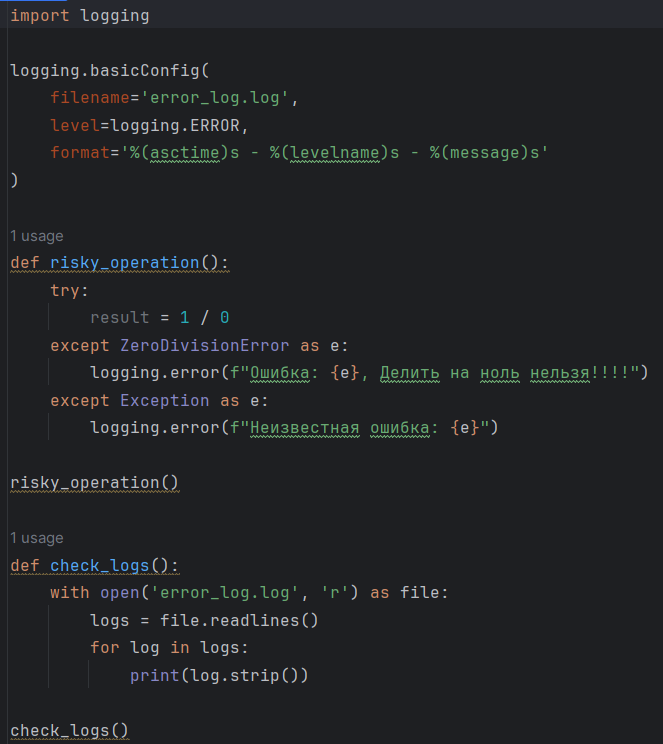 import logging

logging.basicConfig(
    filename='error_log.log',
    level=logging.ERROR,
    format='%(asctime)s - %(levelname)s - %(message)s'
)

1 usage
def risky_operation():
    try:
        result = 1 / 0
    except ZeroDivisionError as e:
        logging.error(f"Ошибка: {e}, Делить на ноль нельзя!!!!")
    except Exception as e:
        logging.error(f"Неизвестная ошибка: {e}")

risky_operation()

1 usage
def check_logs():
    with open('error_log.log', 'r') as file:
        logs = file.readlines()
        for log in logs:
            print(log.strip())

check_logs()